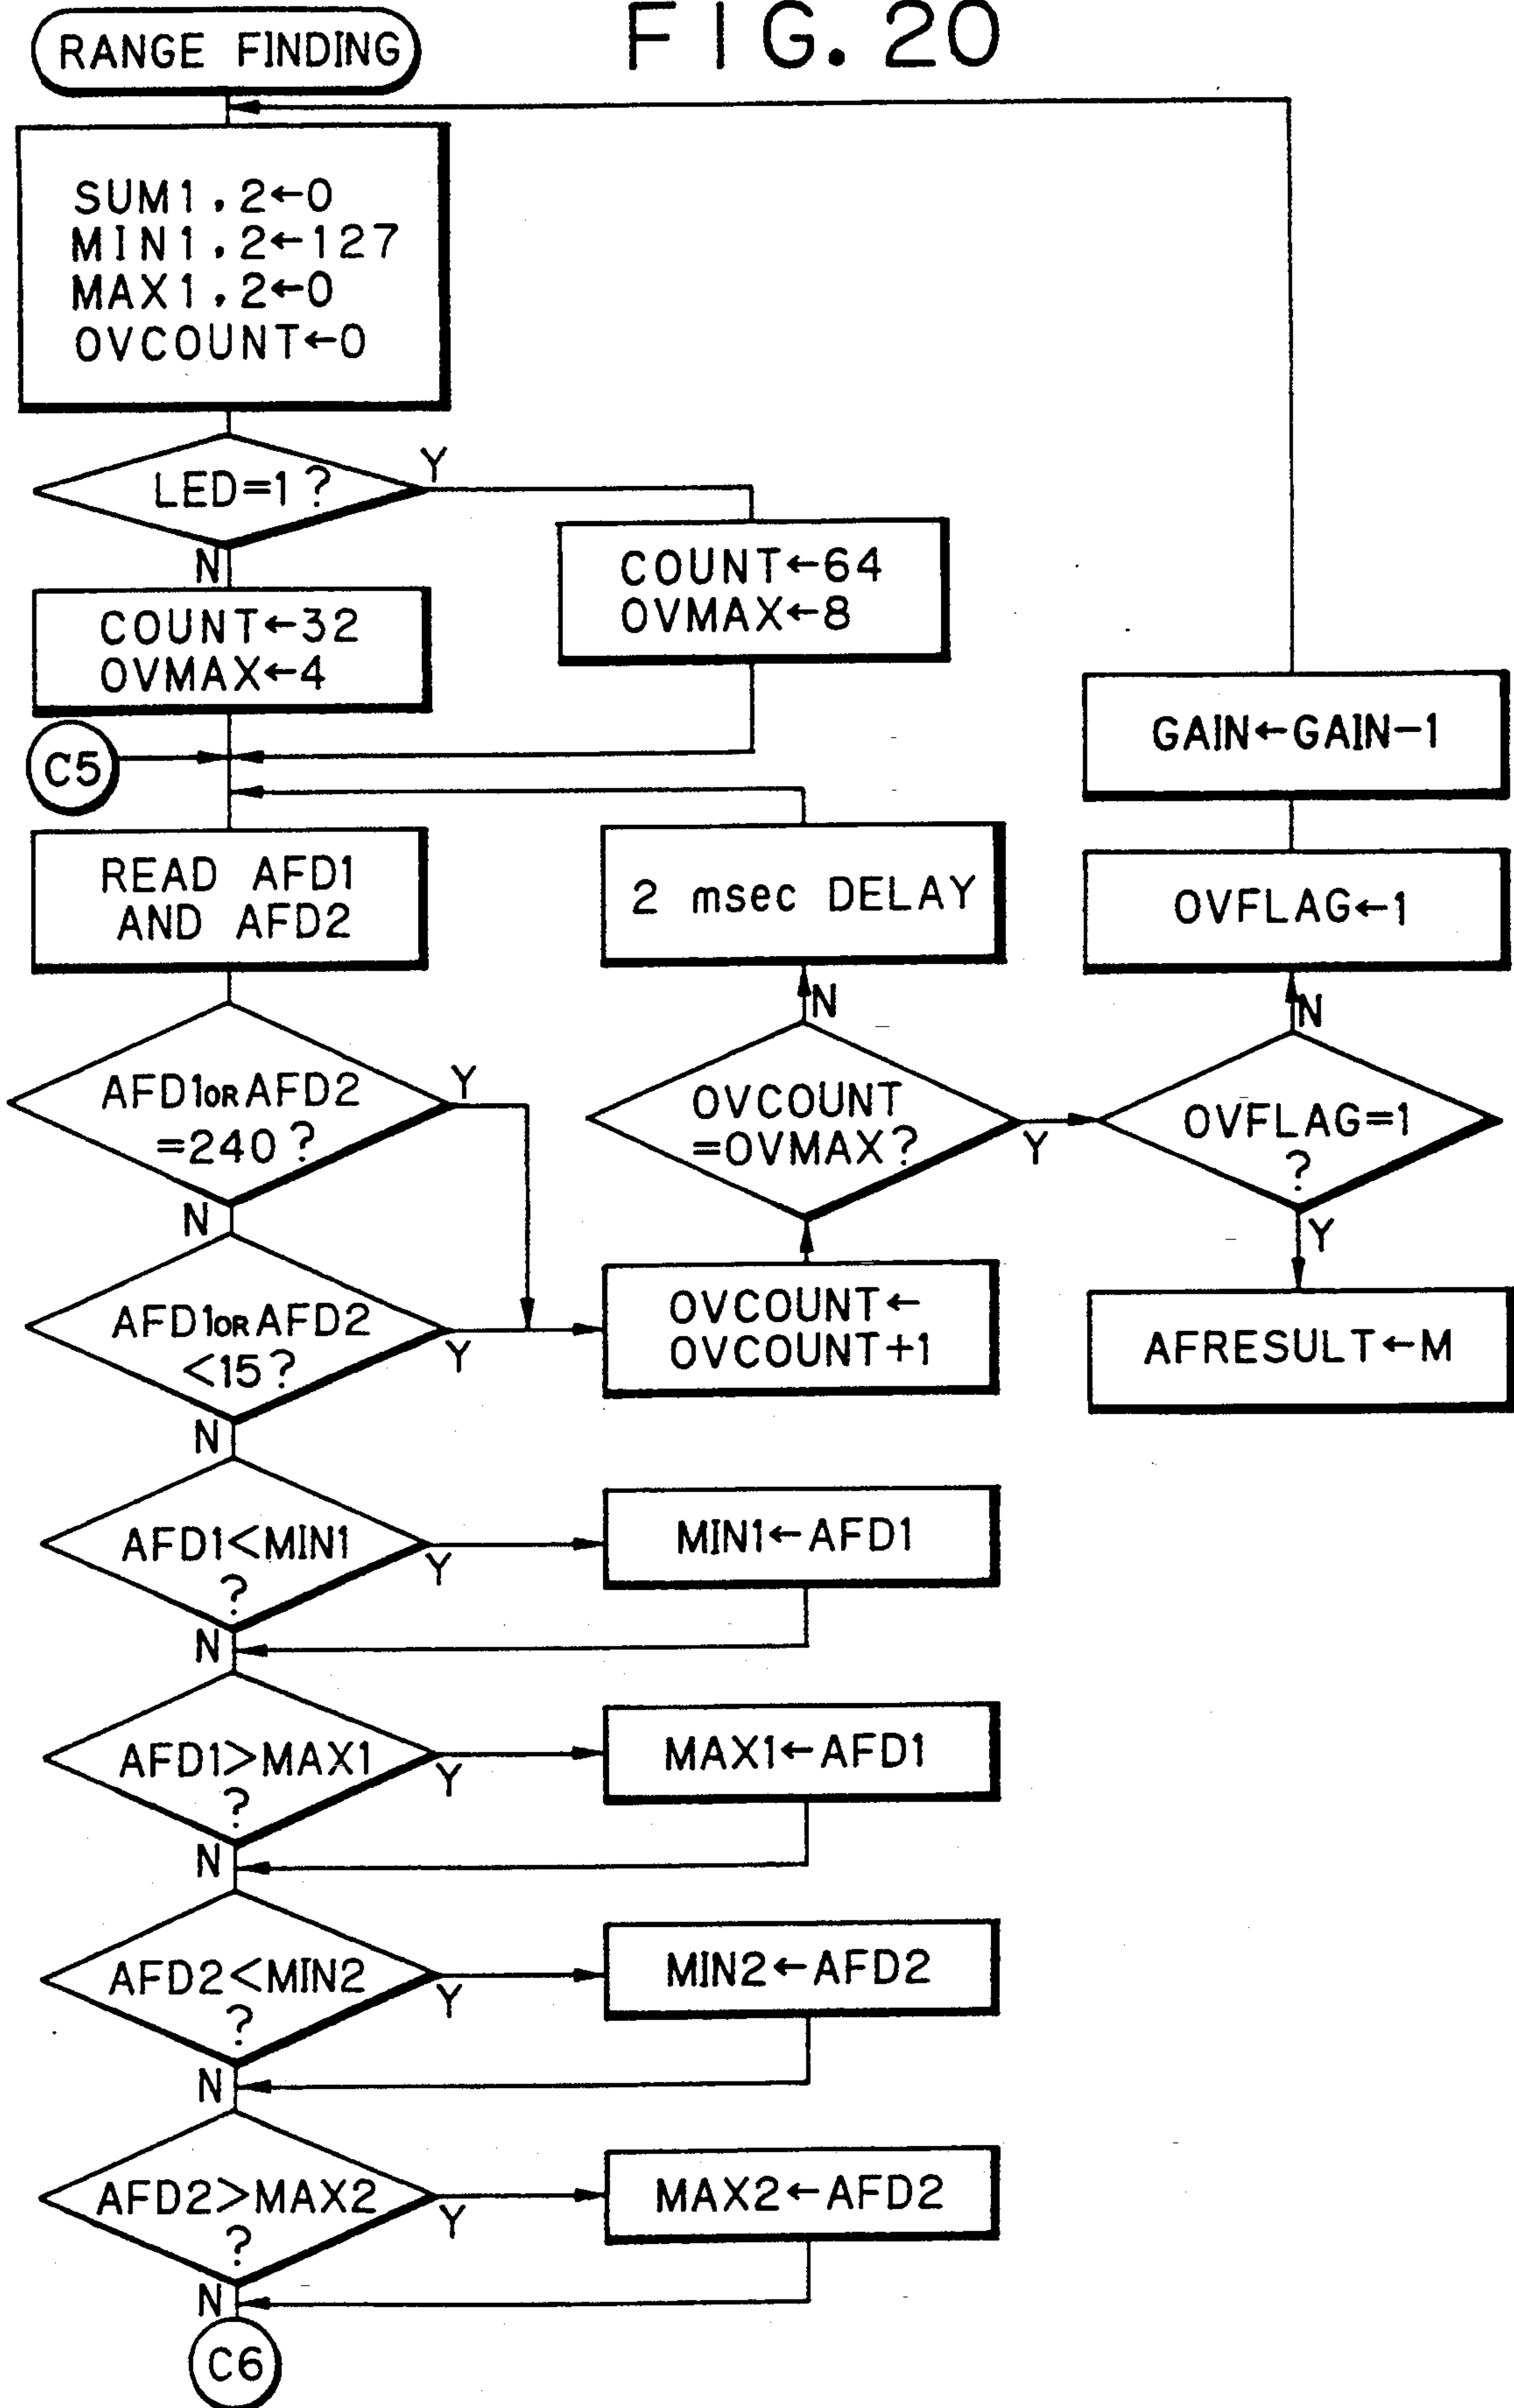 FIG. 20
RANGE FINDING
SUM1, 2←0
MIN1, 2←127
MAX1, 2←0
OVCOUNT←0
LED=1?
Y
N
COUNT←64
OVMAX←8
COUNT←32
OVMAX←4
C5
GAIN←GAIN-1
READ AFD1
AND AFD2
2 msec DELAY
OVFLAG←1
N
N
AFD1 OR AFD2
=240?
Y
N
OVCOUNT
=OVMAX?
Y
OVFLAG=1
?
Y
AFD1 OR AFD2
<15?
Y
N
OVCOUNT←
OVCOUNT+1
AFRESULT←M
AFD1<MIN1
?
Y
N
MIN1←AFD1
AFD1>MAX1
?
Y
N
MAX1←AFD1
AFD2<MIN2
?
Y
N
MIN2←AFD2
AFD2>MAX2
?
Y
N
MAX2←AFD2
C6